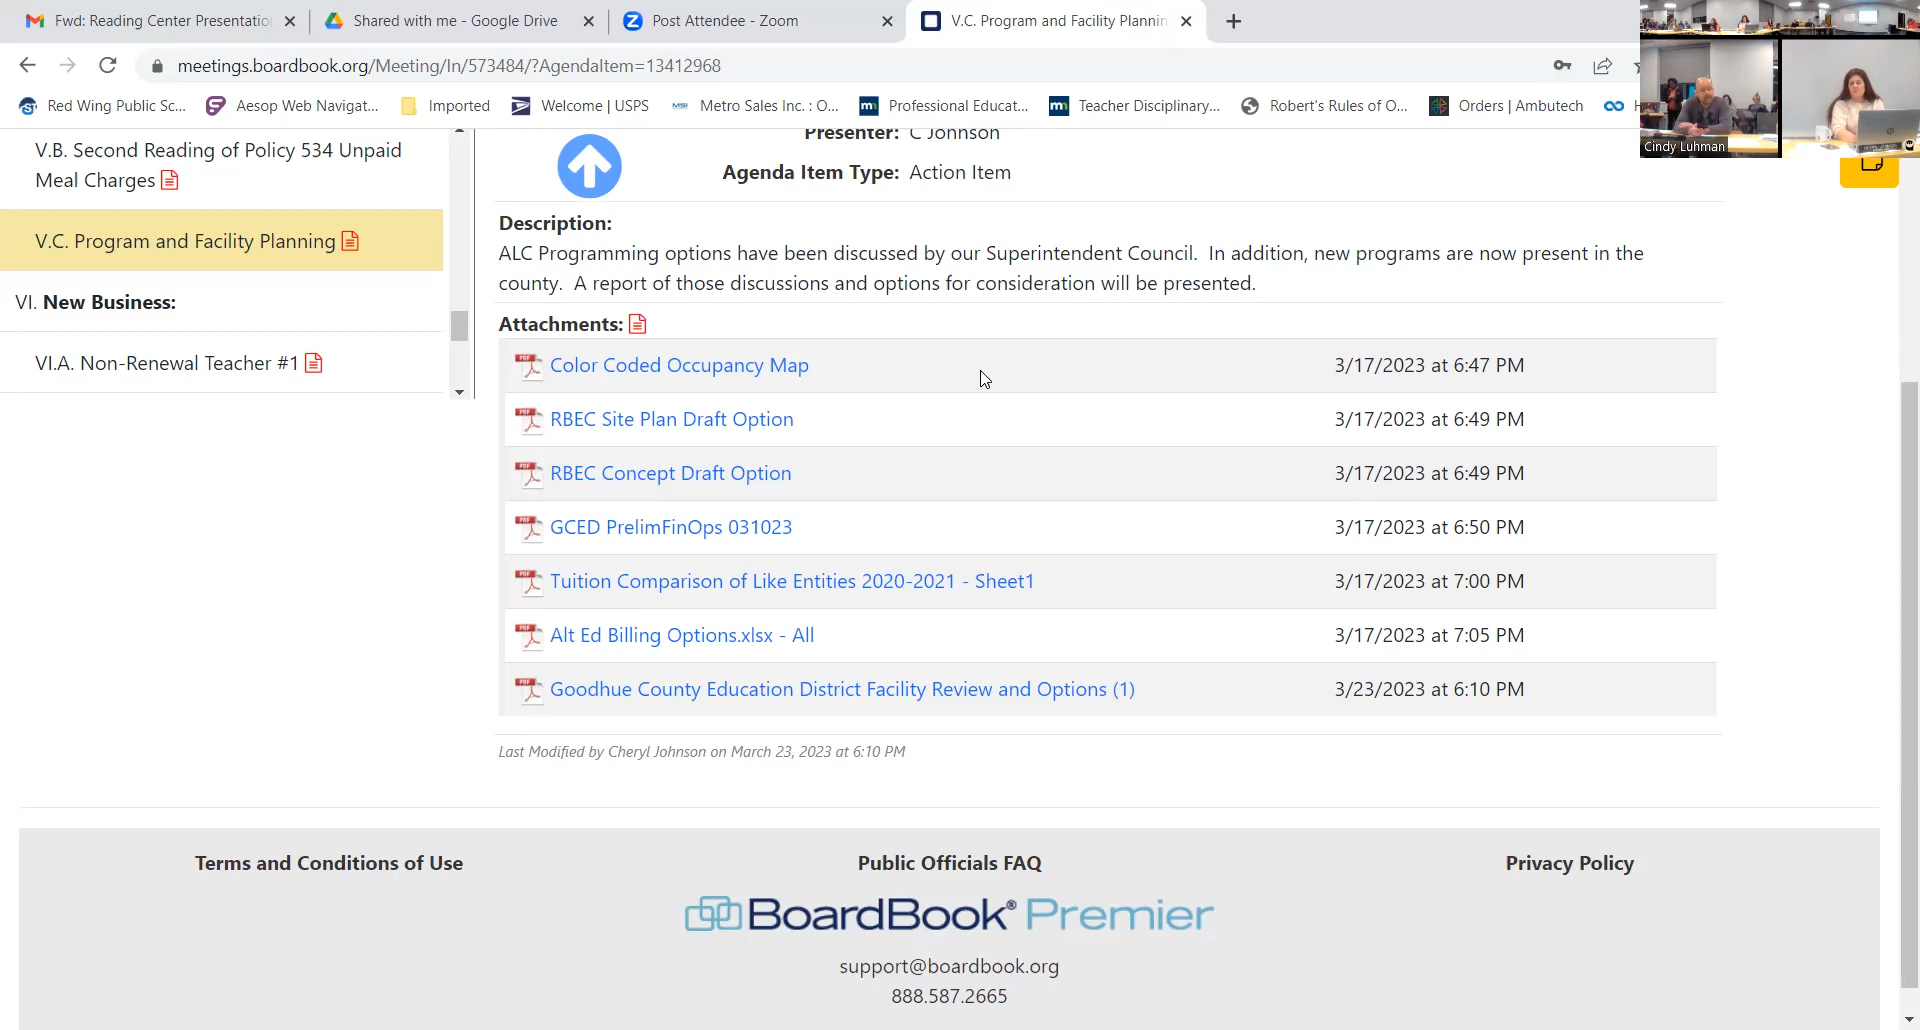 Fwd: Reading Center Presentatio
Shared with me - Google Drive
Post Attendee - Zoom
V.C. Program and Facility Plannin
meetings.boardbook.org/Meeting/In/573484/?AgendaItem=13412968
Red Wing Public Sc...
Aesop Web Navigat...
Imported
Welcome | USPS
Metro Sales Inc. : O...
Professional Educat...
Teacher Disciplinary...
Robert's Rules of O...
Orders | Ambutech
H
Cindy Luhman
V.B. Second Reading of Policy 534 Unpaid
Meal Charges
V.C. Program and Facility Planning
VI. New Business:
VI.A. Non-Renewal Teacher #1
Presenter: C Johnson
Agenda Item Type: Action Item
Description:
ALC Programming options have been discussed by our Superintendent Council. In addition, new programs are now present in the
county. A report of those discussions and options for consideration will be presented.
Attachments:
Color Coded Occupancy Map 3/17/2023 at 6:47 PM
RBEC Site Plan Draft Option 3/17/2023 at 6:49 PM
RBEC Concept Draft Option 3/17/2023 at 6:49 PM
GCED PrelimFinOps 031023 3/17/2023 at 6:50 PM
Tuition Comparison of Like Entities 2020-2021 - Sheet1 3/17/2023 at 7:00 PM
Alt Ed Billing Options.xlsx - All 3/17/2023 at 7:05 PM
Goodhue County Education District Facility Review and Options (1) 3/23/2023 at 6:10 PM
Last Modified by Cheryl Johnson on March 23, 2023 at 6:10 PM
Terms and Conditions of Use
Public Officials FAQ
Privacy Policy
BoardBook® Premier
support@boardbook.org
888.587.2665